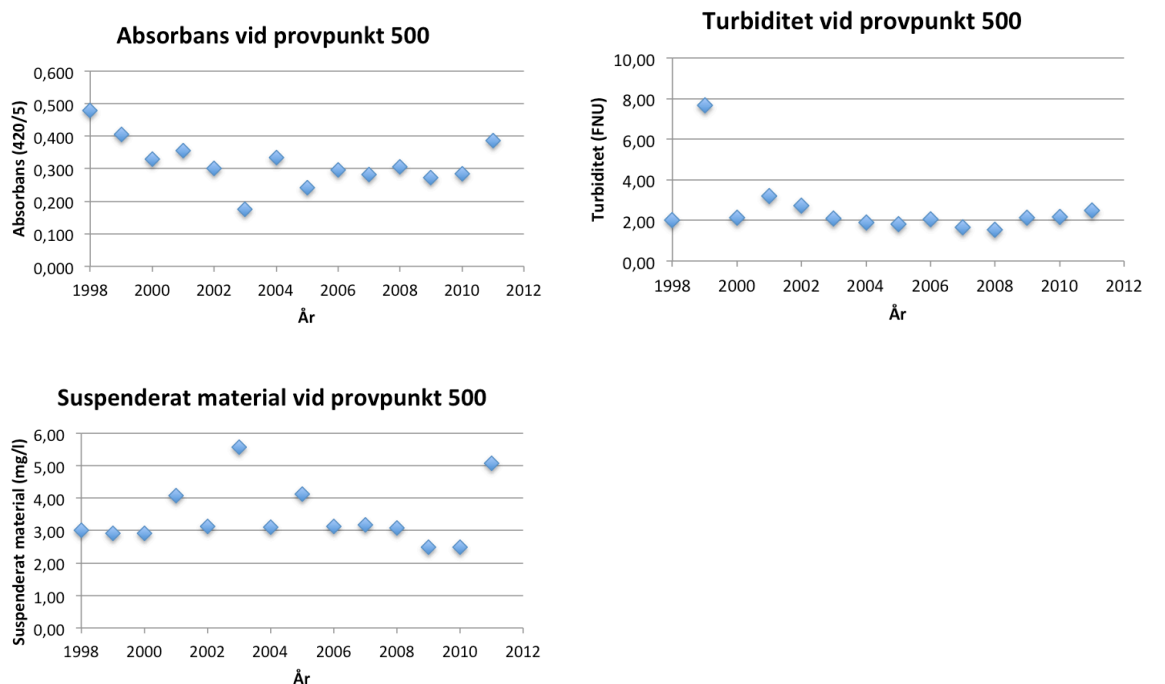 Absorbans vid provpunkt 500
Absorbans (420/5)
0,600
0,500
0,400
0,300
0,200
0,100
0,000
1998 2000 2002 2004 2006 2008 2010 2012
År
Turbiditet vid provpunkt 500
Turbiditet (FNU)
10,00
8,00
6,00
4,00
2,00
0,00
1998 2000 2002 2004 2006 2008 2010 2012
År
Suspenderat material vid provpunkt 500
Suspenderat material (mg/l)
6,00
5,00
4,00
3,00
2,00
1,00
0,00
1998 2000 2002 2004 2006 2008 2010 2012
År